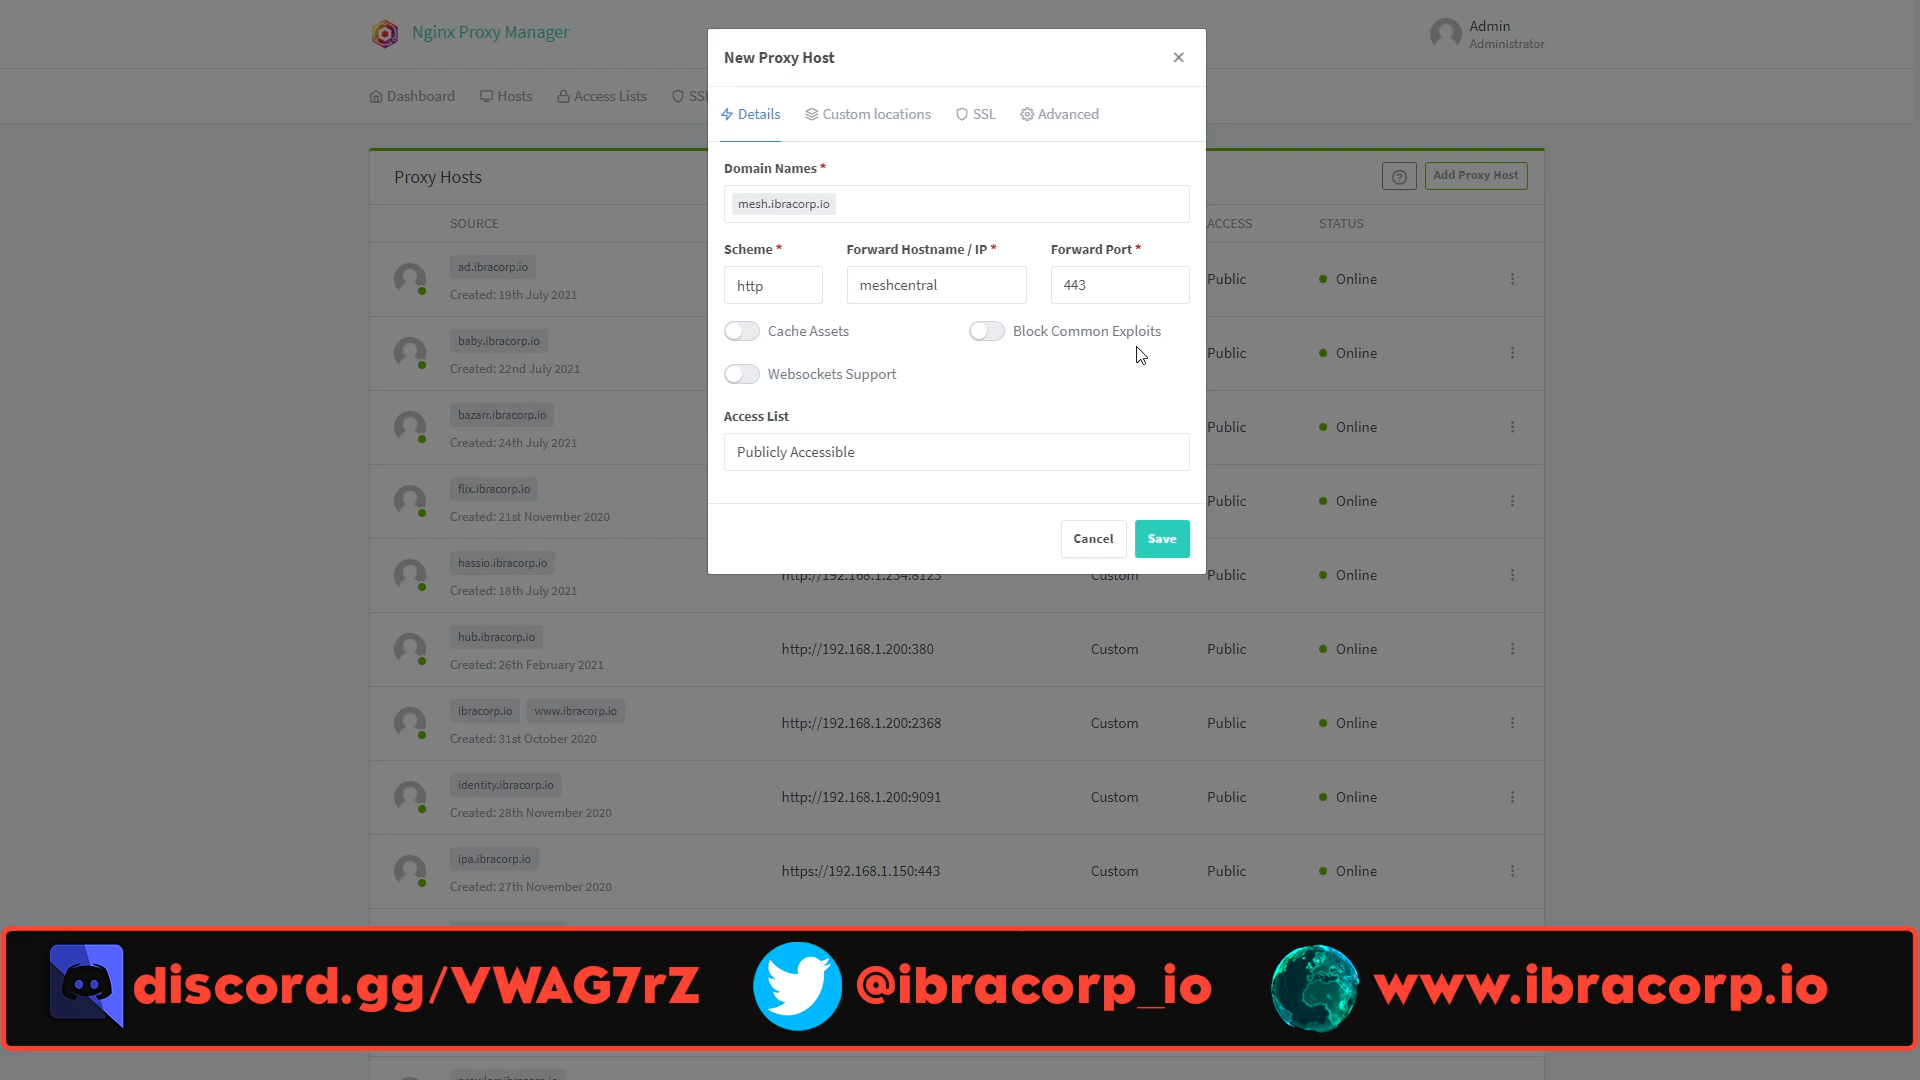 Nginx Proxy Manager
Admin
Administrator
Dashboard
Hosts
Access Lists
SSL
New Proxy Host
Details
Custom locations
SSL
Advanced
Domain Names *
mesh.ibracorp.io
Scheme *
Forward Hostname / IP *
Forward Port *
http
meshcentral
443
Cache Assets
Block Common Exploits
Websockets Support
Access List
Publicly Accessible
Cancel
Save
Proxy Hosts
Add Proxy Host
SOURCE
ACCESS
STATUS
ad.ibracorp.io
Created: 19th July 2021
Public
Online
baby.ibracorp.io
Created: 22nd July 2021
Public
Online
bazarr.ibracorp.io
Created: 24th July 2021
Public
Online
flix.ibracorp.io
Created: 21st November 2020
Public
Online
hassio.ibracorp.io
Created: 18th July 2021
http://192.168.1.234:8123
Custom
Public
Online
hub.ibracorp.io
Created: 26th February 2021
http://192.168.1.200:380
Custom
Public
Online
ibracorp.io
www.ibracorp.io
Created: 31st October 2020
http://192.168.1.200:2368
Custom
Public
Online
identity.ibracorp.io
Created: 28th November 2020
http://192.168.1.200:9091
Custom
Public
Online
ipa.ibracorp.io
Created: 27th November 2020
https://192.168.1.150:443
Custom
Public
Online
discord.gg/VWAG7rZ
@ibracorp_io
www.ibracorp.io